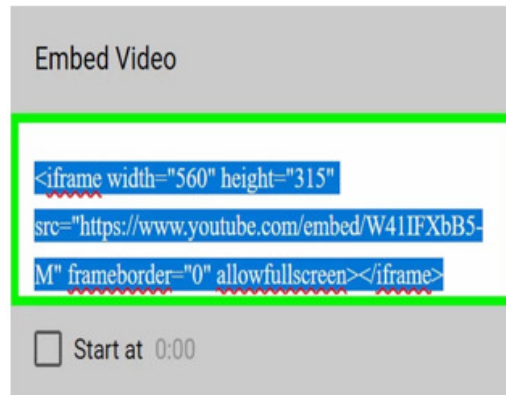 Embed Video
<iframe width="560" height="315"
src="https://www.youtube.com/embed/W41IFXbB5-
M" frameborder="0" allowfullscreen></iframe>
Start at 0:00